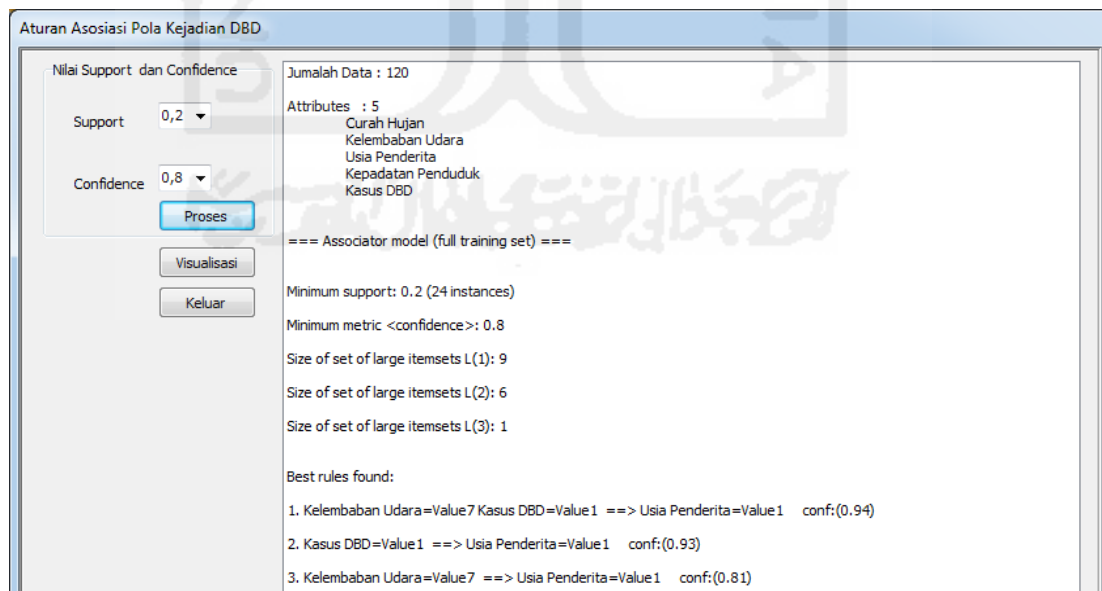 Aturan Asosiasi Pola Kejadian DBD
Nilai Support dan Confidence
Support 0,2
Confidence 0,8
Proses
Visualisasi
Keluar
Jumalah Data : 120
Attributes : 5
Curah Hujan
Kelembaban Udara
Usia Penderita
Kepadatan Penduduk
Kasus DBD
=== Associator model (full training set) ===
Minimum support: 0.2 (24 instances)
Minimum metric <confidence>: 0.8
Size of set of large itemsets L(1): 9
Size of set of large itemsets L(2): 6
Size of set of large itemsets L(3): 1
Best rules found:
1. Kelembaban Udara=Value7 Kasus DBD=Value1 ==> Usia Penderita=Value1 conf:(0.94)
2. Kasus DBD=Value1 ==> Usia Penderita=Value1 conf:(0.93)
3. Kelembaban Udara=Value7 ==> Usia Penderita=Value1 conf:(0.81)